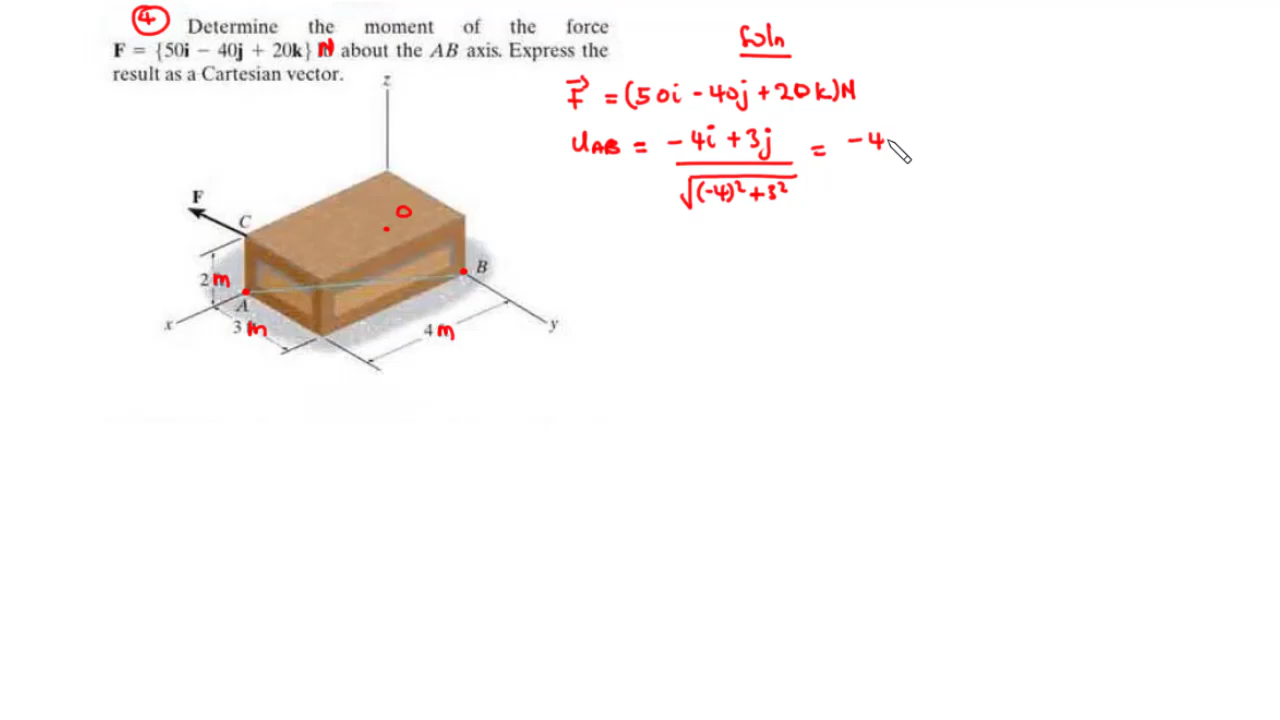 4 Determine the moment of the force
F = {50i − 40j + 20k} N about the AB axis. Express the
result as a Cartesian vector.
Soln
F = (50i - 40j + 20k)N
uAB = - 4i + 3j = -4
√(-4)² + 3²
z
F
C
O
2 m
A
B
x
3 m
4 m
y